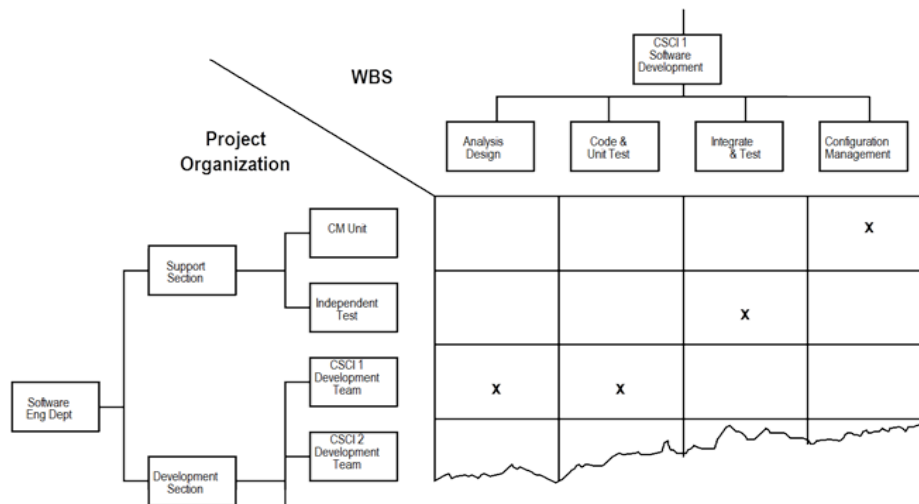 CSCI 1
Software
Development
WBS
Project
Organization
Analysis
Design
Code &
Unit Test
Integrate
& Test
Configuration
Management
CM Unit
X
Support
Section
Independent
Test
X
CSCI 1
Development
Team
X
X
Software
Eng Dept
CSCI 2
Development
Team
Development
Section